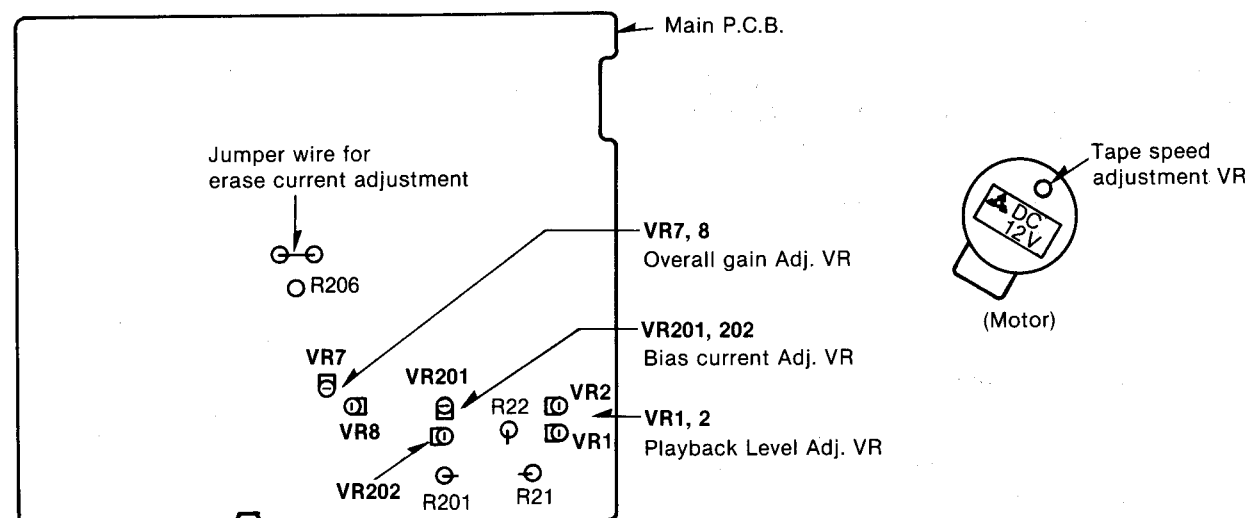 Main P.C.B.
Jumper wire for
erase current adjustment
R206
Tape speed
adjustment VR
DC
12V
(Motor)
VR7, 8
Overall gain Adj. VR
VR201, 202
Bias current Adj. VR
VR7
VR201
VR2
R22
VR1, 2
Playback Level Adj. VR
VR8
VR1
VR202
R201
R21